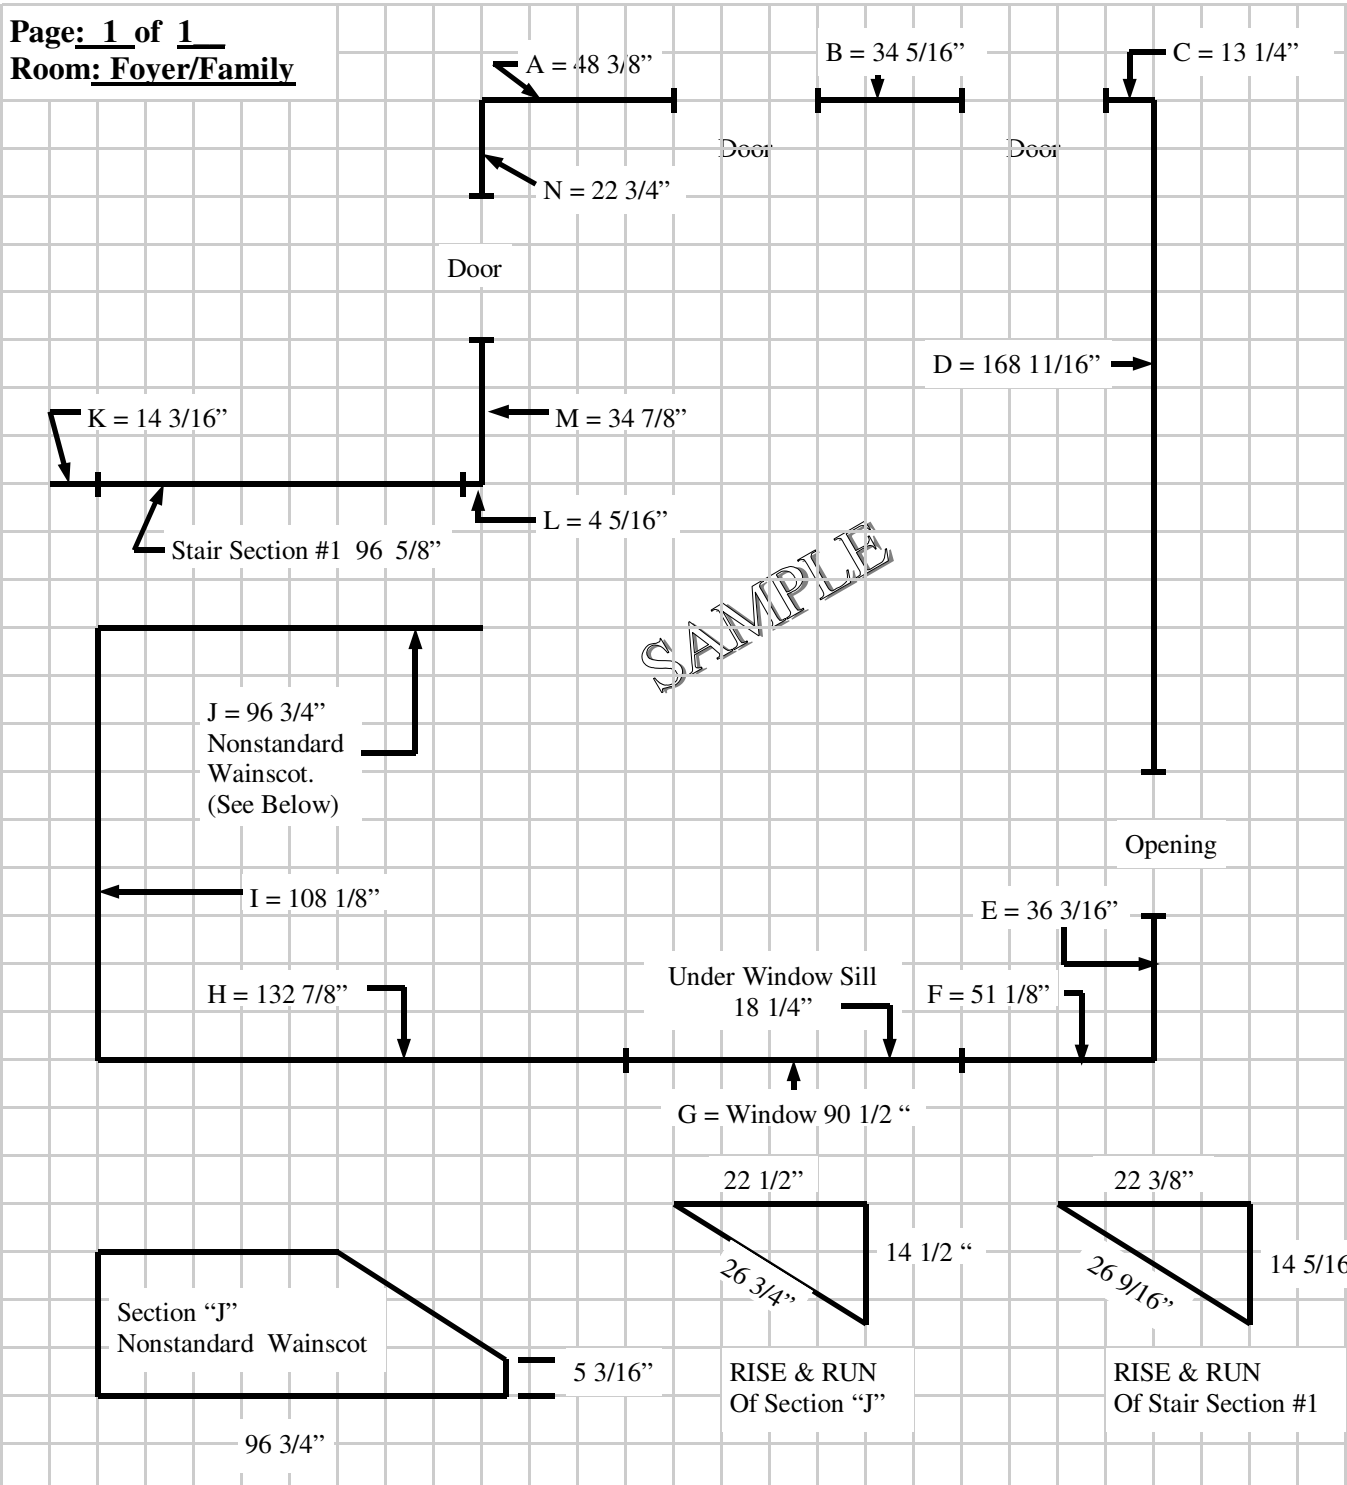 Page: 1 of 1
Room: Foyer/Family
A = 48 3/8”
B = 34 5/16”
C = 13 1/4”
Door
Door
N = 22 3/4”
Door
D = 168 11/16”
K = 14 3/16”
M = 34 7/8”
L = 4 5/16”
Stair Section #1 96 5/8”
SAMPLE
J = 96 3/4”
Nonstandard
Wainscot.
(See Below)
Opening
I = 108 1/8”
E = 36 3/16”
Under Window Sill
18 1/4”
H = 132 7/8”
F = 51 1/8”
G = Window 90 1/2 “
22 1/2”
14 1/2 “
26 3/4”
22 3/8”
14 5/16
26 9/16”
Section “J”
Nonstandard Wainscot
5 3/16”
96 3/4”
RISE & RUN
Of Section “J”
RISE & RUN
Of Stair Section #1